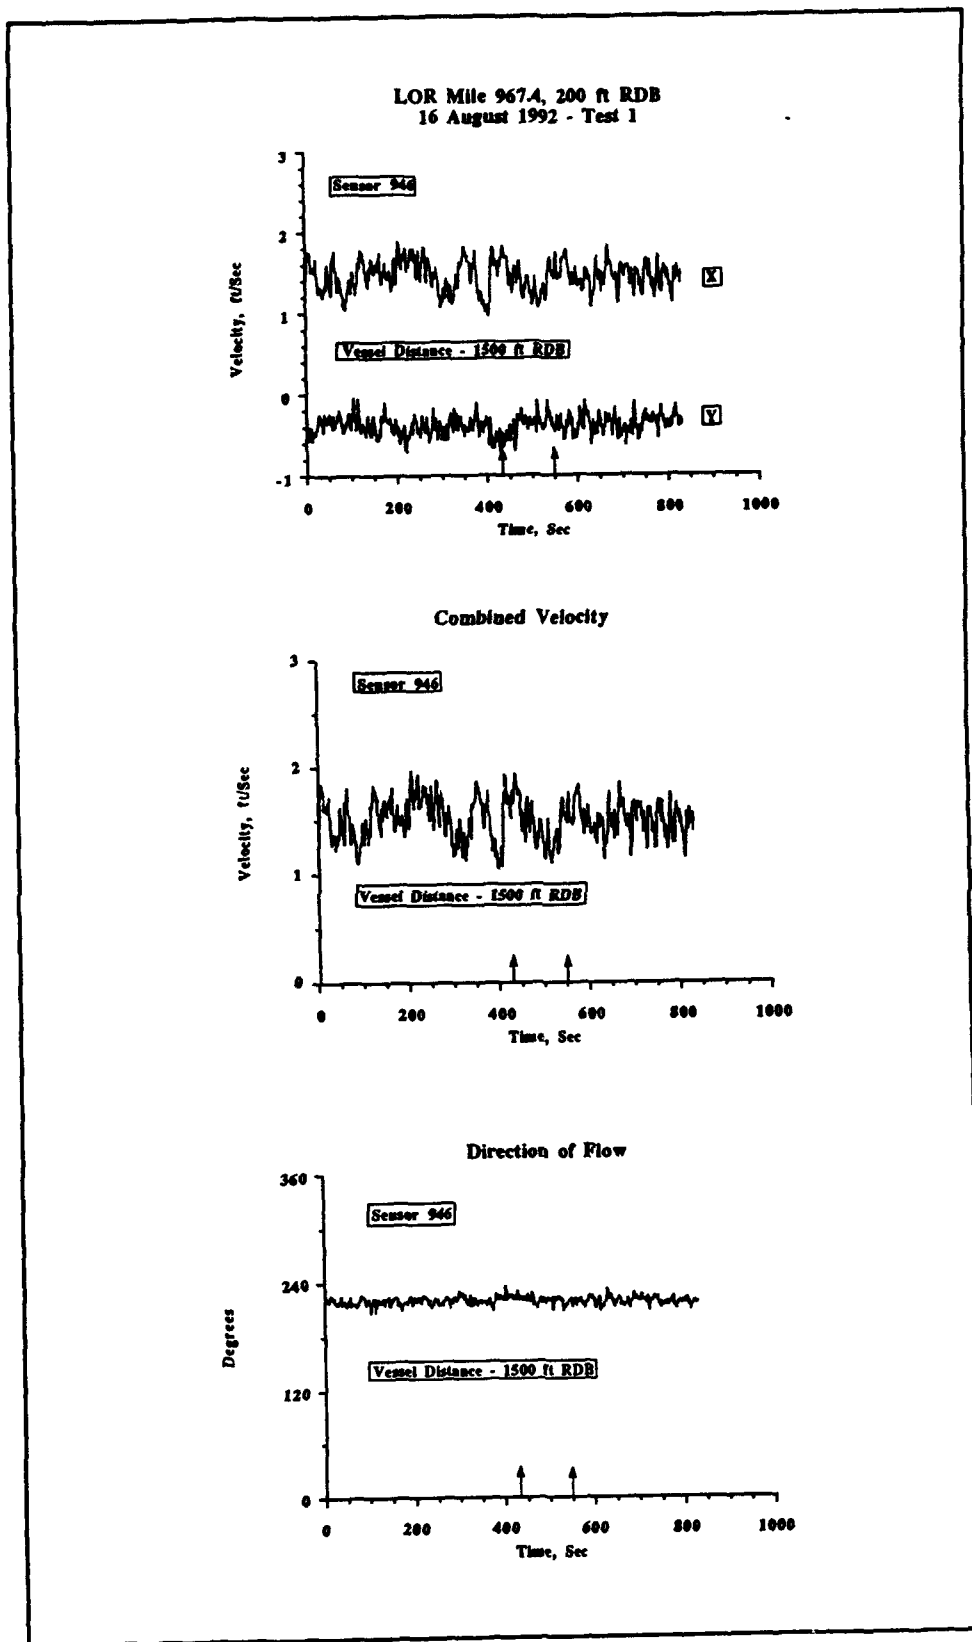 LOR Mile 967.4, 200 ft RDB
16 August 1992 - Test 1
3
Sensor 946
2
X
Velocity, ft/Sec
1
Vessel Distance - 1500 ft RDB
0
Y
-1
0 200 400 600 800 1000
Time, Sec
Combined Velocity
3
Sensor 946
2
Velocity, ft/Sec
1
Vessel Distance - 1500 ft RDB
0
0 200 400 600 800 1000
Time, Sec
Direction of Flow
360
Sensor 946
240
Degrees
Vessel Distance - 1500 ft RDB
120
0
0 200 400 600 800 1000
Time, Sec